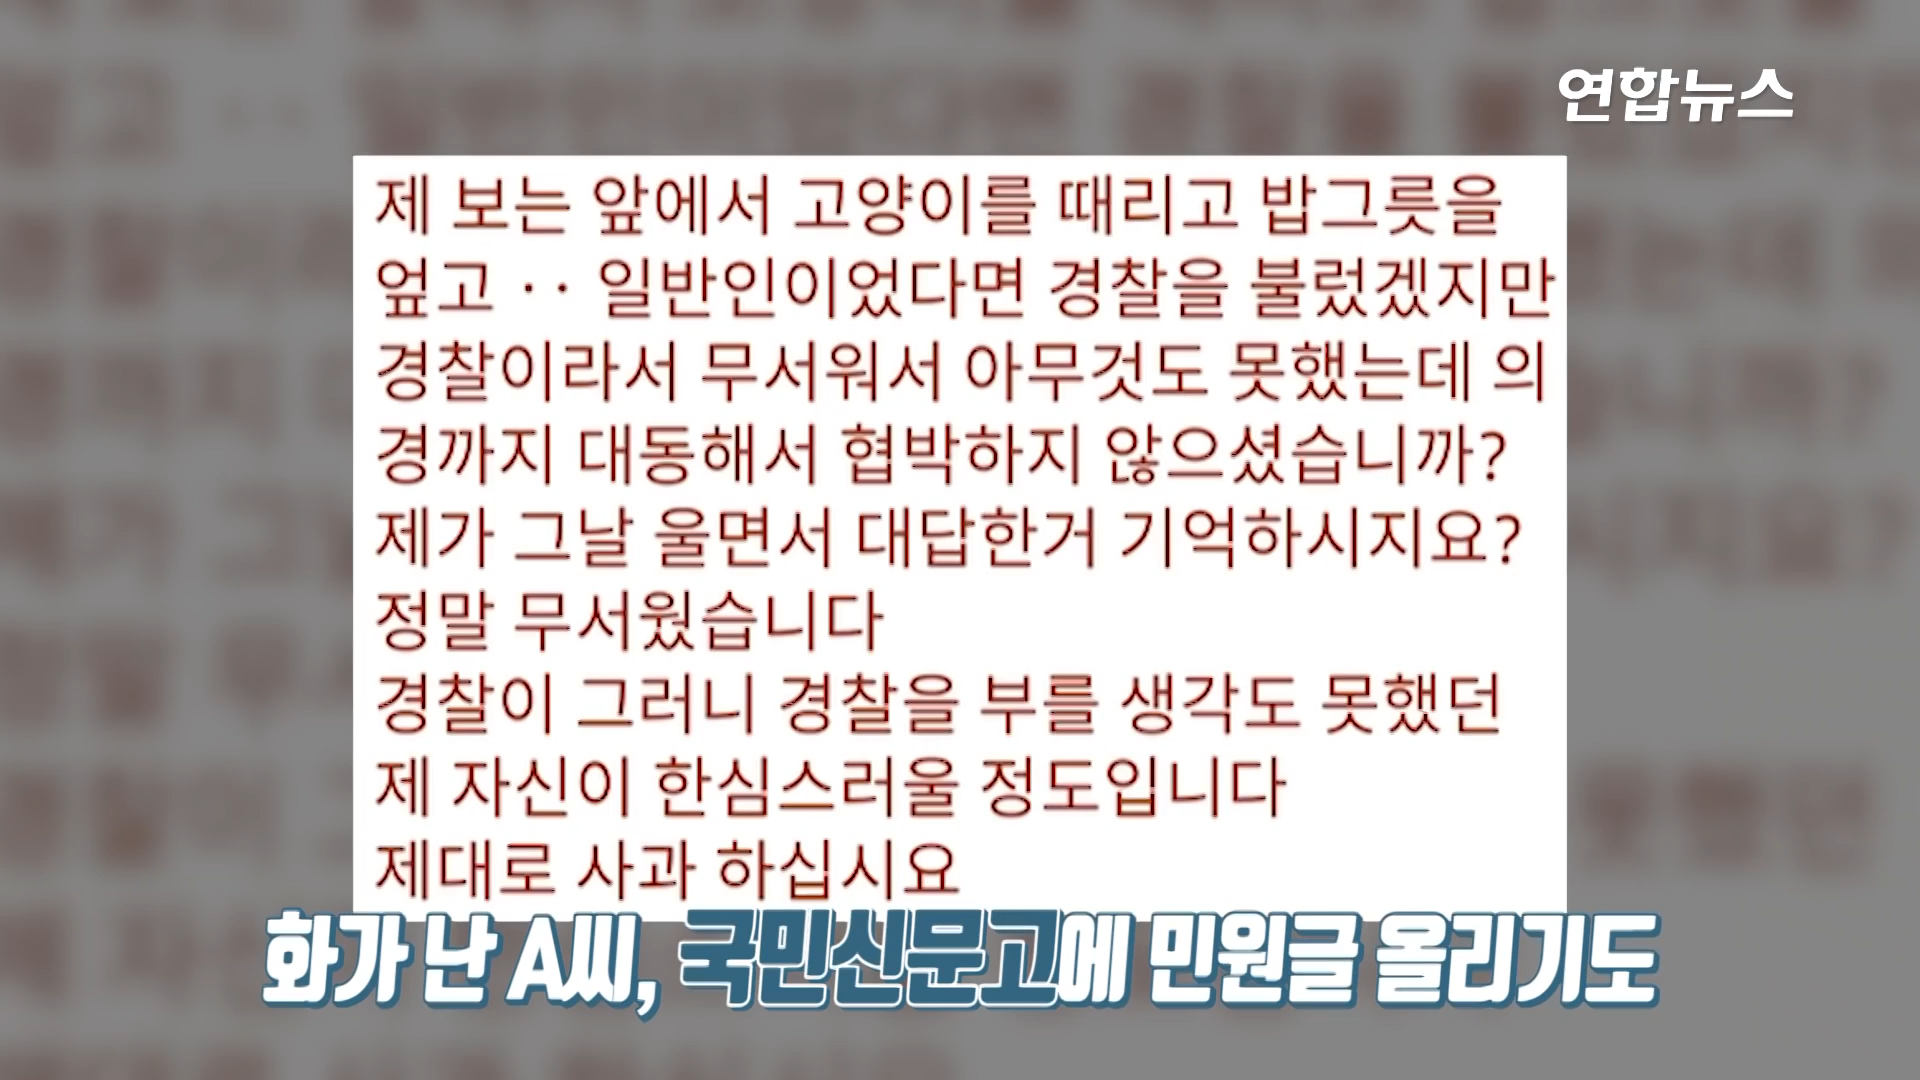 연합뉴스
제 보는 앞에서 고양이를 때리고 밥그릇을
엎고 ·· 일반인이었다면 경찰을 불렀겠지만
경찰이라서 무서워서 아무것도 못했는데 의
경까지 대동해서 협박하지 않으셨습니까?
제가 그날 울면서 대답한거 기억하시지요?
정말 무서웠습니다
경찰이 그러니 경찰을 부를 생각도 못했던
제 자신이 한심스러울 정도입니다
제대로 사과 하십시요
화가 난 A씨, 국민신문고에 민원글 올리기도